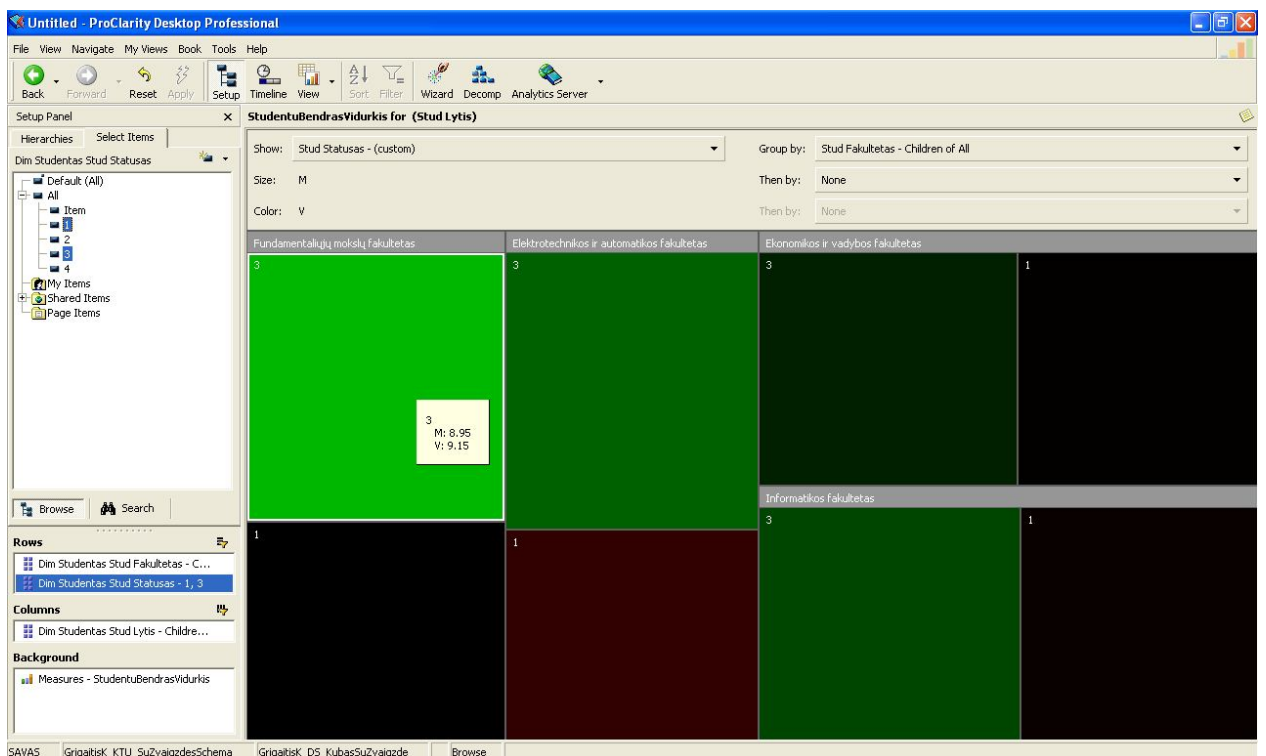 Untitled - ProClarity Desktop Professional
File View Navigate My Views Book Tools Help
Back Forward Reset Apply Setup Timeline View Sort Filter Wizard Decomp Analytics Server
Setup Panel x
StudentuBendrasVidurkis for (Stud Lytis)
Hierarchies Select Items
Dim Studentas Stud Statusas
Default (All)
All
Item
1
2
3
4
My Items
Shared Items
Page Items
Browse Search
Rows
Dim Studentas Stud Fakultetas - C...
Dim Studentas Stud Statusas - 1, 3
Columns
Dim Studentas Stud Lytis - Childre...
Background
Measures - StudentuBendrasVidurkis
Show: Stud Statusas - (custom)
Group by: Stud Fakultetas - Children of All
Size: M
Then by: None
Color: V
Then by: None
Fundamentaliųjų mokslų fakultetas
3
3
M: 8.95
V: 9.15
1
Elektrotechnikos ir automatikos fakultetas
3
1
Ekonomikos ir vadybos fakultetas
3 1
Informatikos fakultetas
3 1
SAVAS GrigaitisK_KTU_SuZvaigzdesSchema GrigaitisK_DS_KubasSuZvaigzde Browse